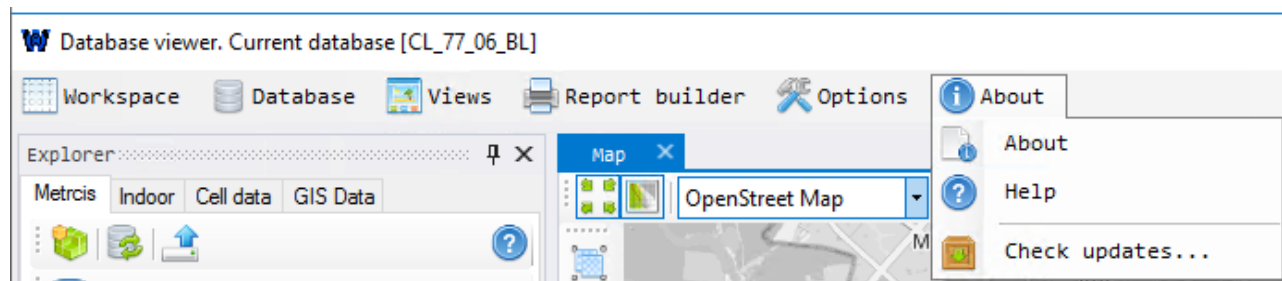 Database viewer. Current database [CL_77_06_BL]
Workspace Database Views Report builder Options About
Explorer Map About
Metrcis Indoor Cell data GIS Data OpenStreet Map Help
M Check updates...